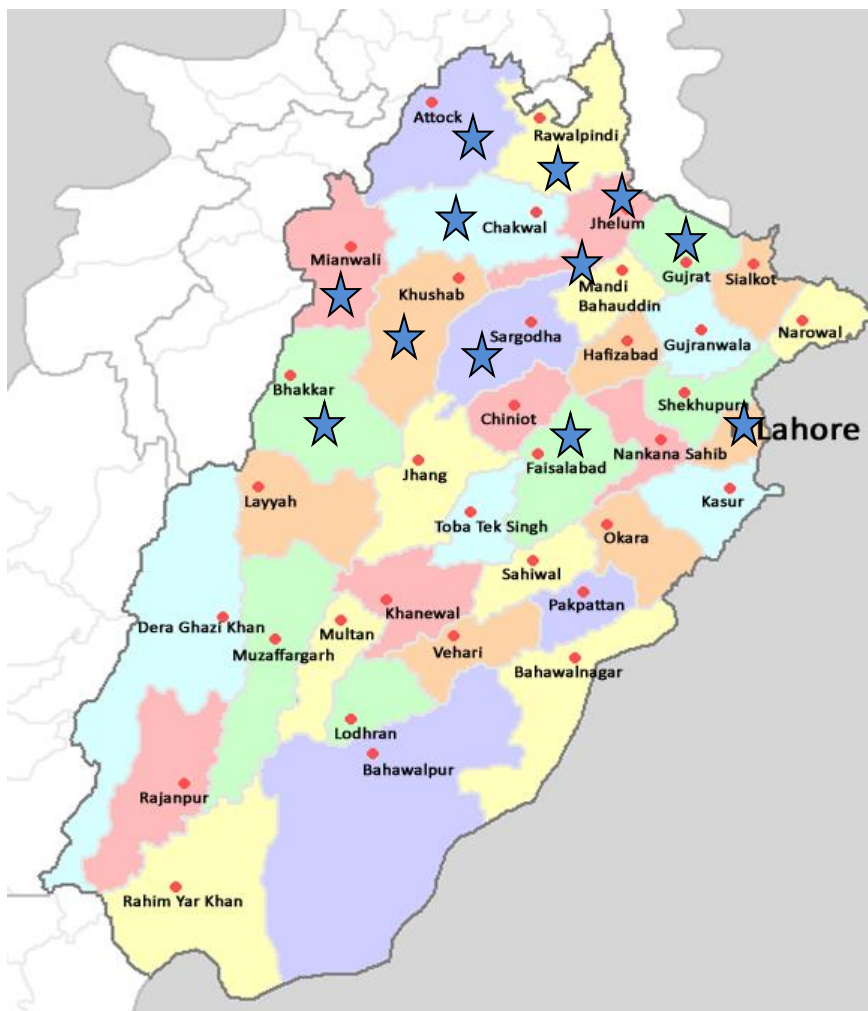 Attock
Rawalpindi
Chakwal
Jhelum
Mianwali
Gujrat
Sialkot
Khushab
Mandi
Bahauddin
Sargodha
Hafizabad
Gujranwala
Narowal
Bhakkar
Chiniot
Shekhupura
Lahore
Nankana Sahib
Faisalabad
Jhang
Layyah
Kasur
Toba Tek Singh
Okara
Sahiwal
Pakpattan
Khanewal
Dera Ghazi Khan
Multan
Muzaffargarh
Vehari
Bahawalnagar
Lodhran
Bahawalpur
Rajanpur
Rahim Yar Khan